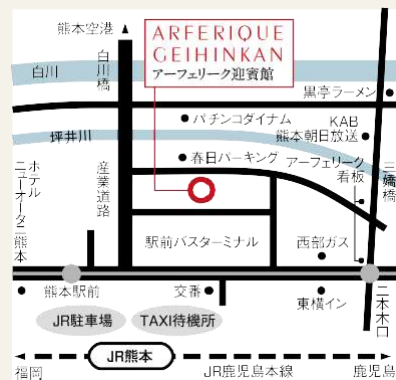 熊本空港
ARFERIQUE
GEIHINKAN
アーフェリーク迎賓館
白川
白川橋
黒亭ラーメン
坪井川
パチンコダイナム
KAB
熊本朝日放送
春日パーキング
アーフェリーク
看板
三嬌橋
ホテル
ニューオータニ熊本
産業道路
駅前バスターミナル
西部ガス
熊本駅前
交番
東横イン
二本木口
JR駐車場
TAXI待機所
JR熊本
福岡
JR鹿児島本線
鹿児島